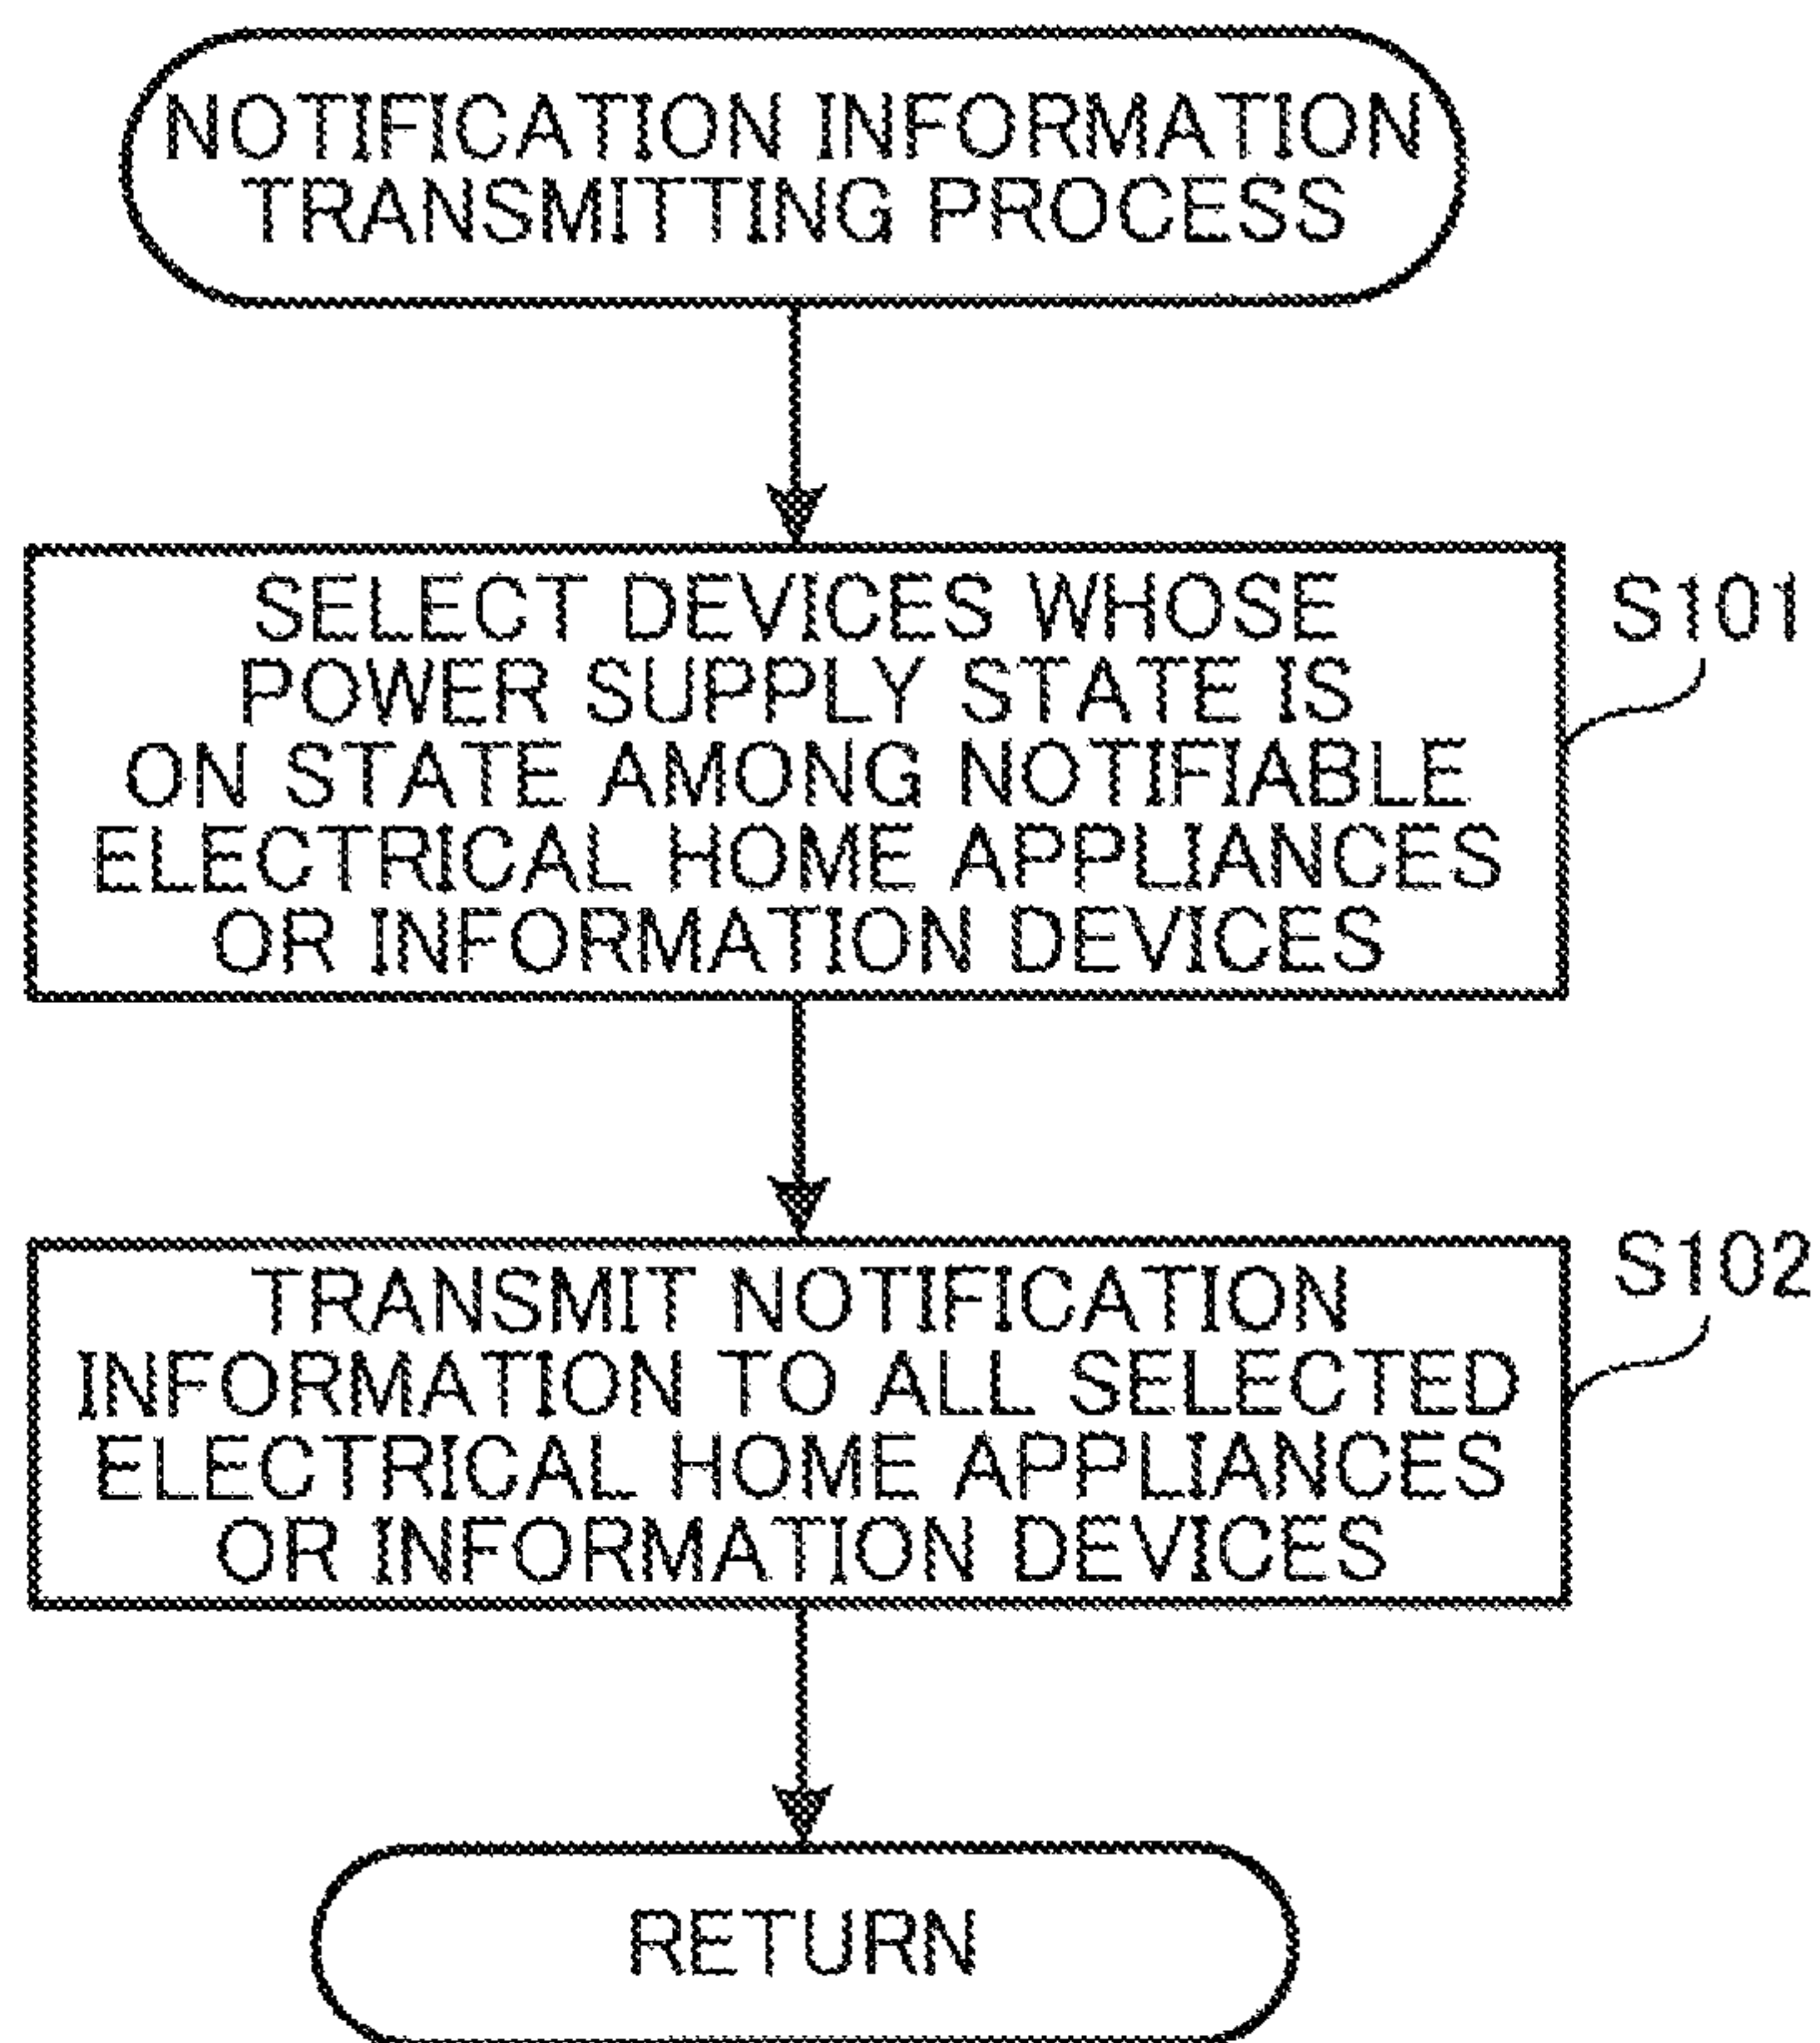 NOTIFICATION INFORMATION
TRANSMITTING PROCESS
SELECT DEVICES WHOSE
POWER SUPPLY STATE IS
ON STATE AMONG NOTIFIABLE
ELECTRICAL HOME APPLIANCES
OR INFORMATION DEVICES
S101
TRANSMIT NOTIFICATION
INFORMATION TO ALL SELECTED
ELECTRICAL HOME APPLIANCES
OR INFORMATION DEVICES
S102
RETURN